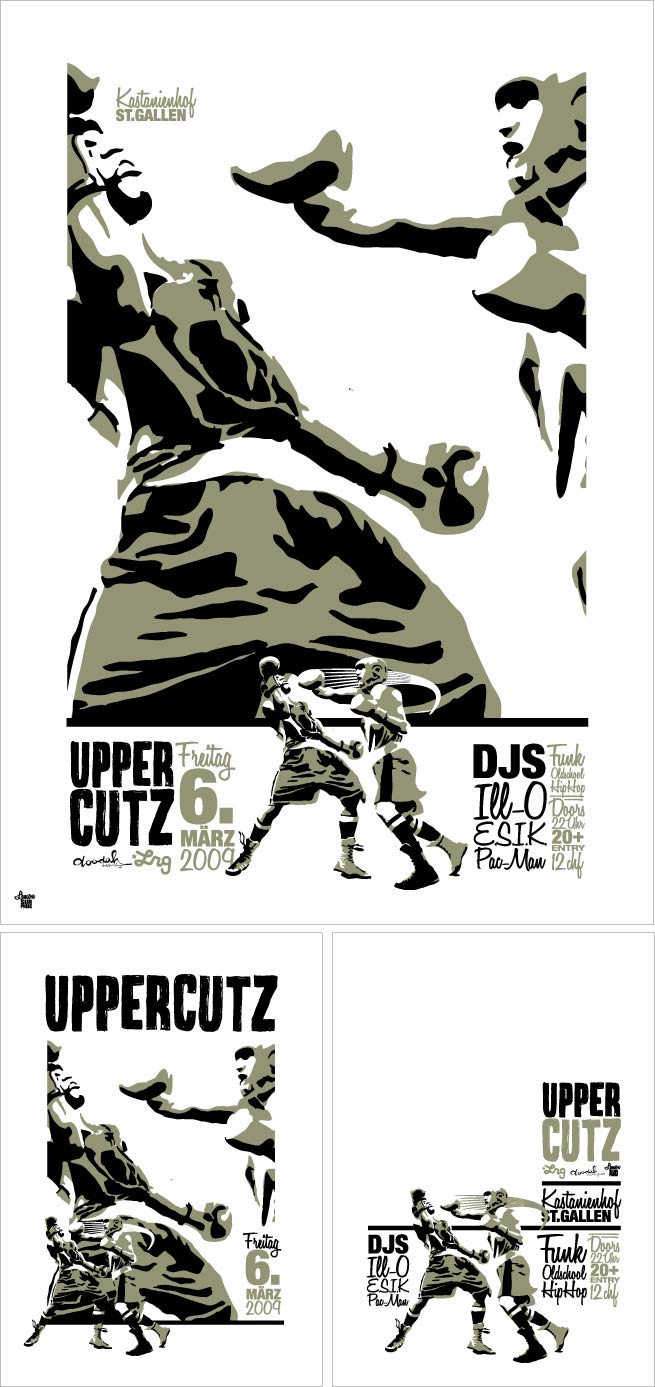 Kastanienhof
ST.GALLEN
UPPER
CUTZ
doodah
Lrg
Freitag
6.
MÄRZ
2009
DJS
Ill-O
E.S.I.K
Pac-Man
Funk
Oldschool
HipHop
Doors
22 Uhr
20+
ENTRY
12 chf
UPPERCUTZ
Freitag
6.
MÄRZ
2009
UPPER
CUTZ
Lrg doodah
Kastanienhof
ST.GALLEN
DJS
Ill-O
E.S.I.K
Pac-Man
Funk
Oldschool
HipHop
Doors
22 Uhr
20+
ENTRY
12 chf